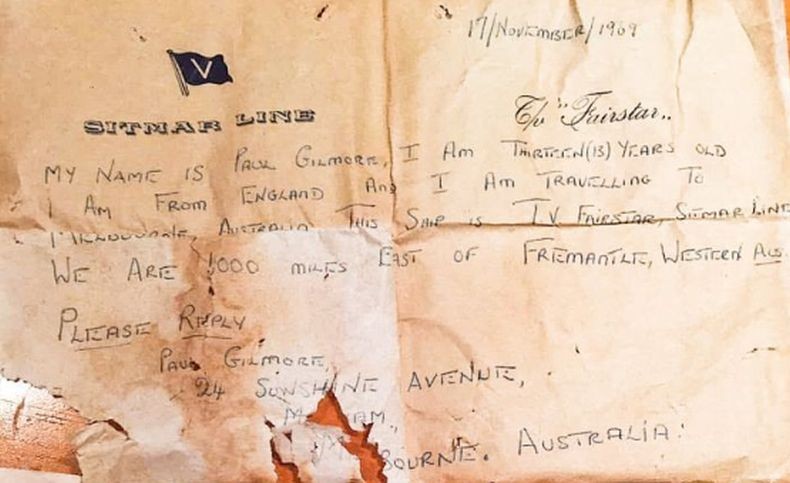 17/NOVEMBER/1969
V
SITMAR LINE
T/v "Fairstar"
MY NAME IS PAUL GILMORE, I AM THIRTEEN(13) YEARS OLD
I AM FROM ENGLAND AND I AM TRAVELLING TO
MELBOURNE, AUSTRALIA THIS SHIP IS T.V FAIRSTAR, SITMAR LINE
WE ARE 1000 MILES EAST OF FREMANTLE, WESTERN AUS.
PLEASE REPLY
PAUL GILMORE,
24 SUNSHINE AVENUE,
M AM.,
BOURNE. AUSTRALIA.